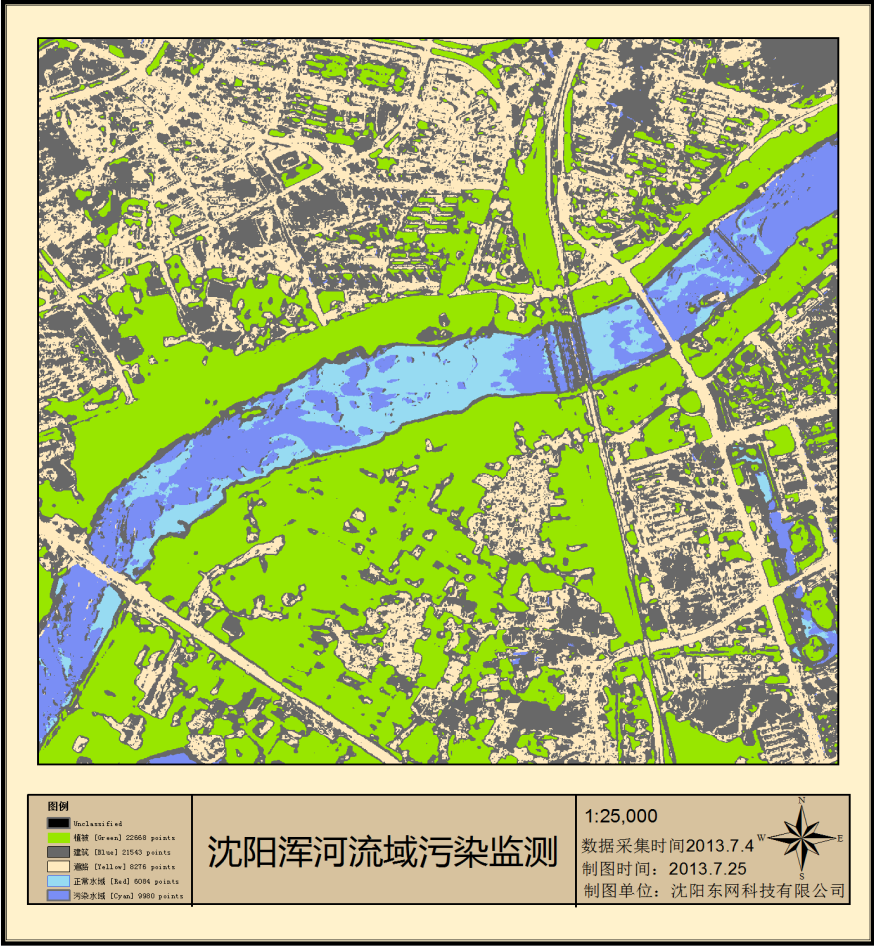 图例
Unclassified
植被 [Green] 22668 points
建筑 [Blue] 21543 points
道路 [Yellow] 8276 points
正常水域 [Red] 6084 points
污染水域 [Cyan] 9980 points
沈阳浑河流域污染监测
1:25,000
数据采集时间2013.7.4
制图时间：2013.7.25
制图单位：沈阳东网科技有限公司
N
W
E
S